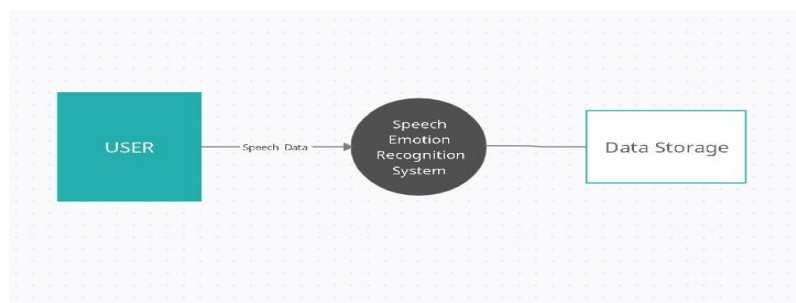 USER
Speech Data
Speech
Emotion
Recognition
System
Data Storage